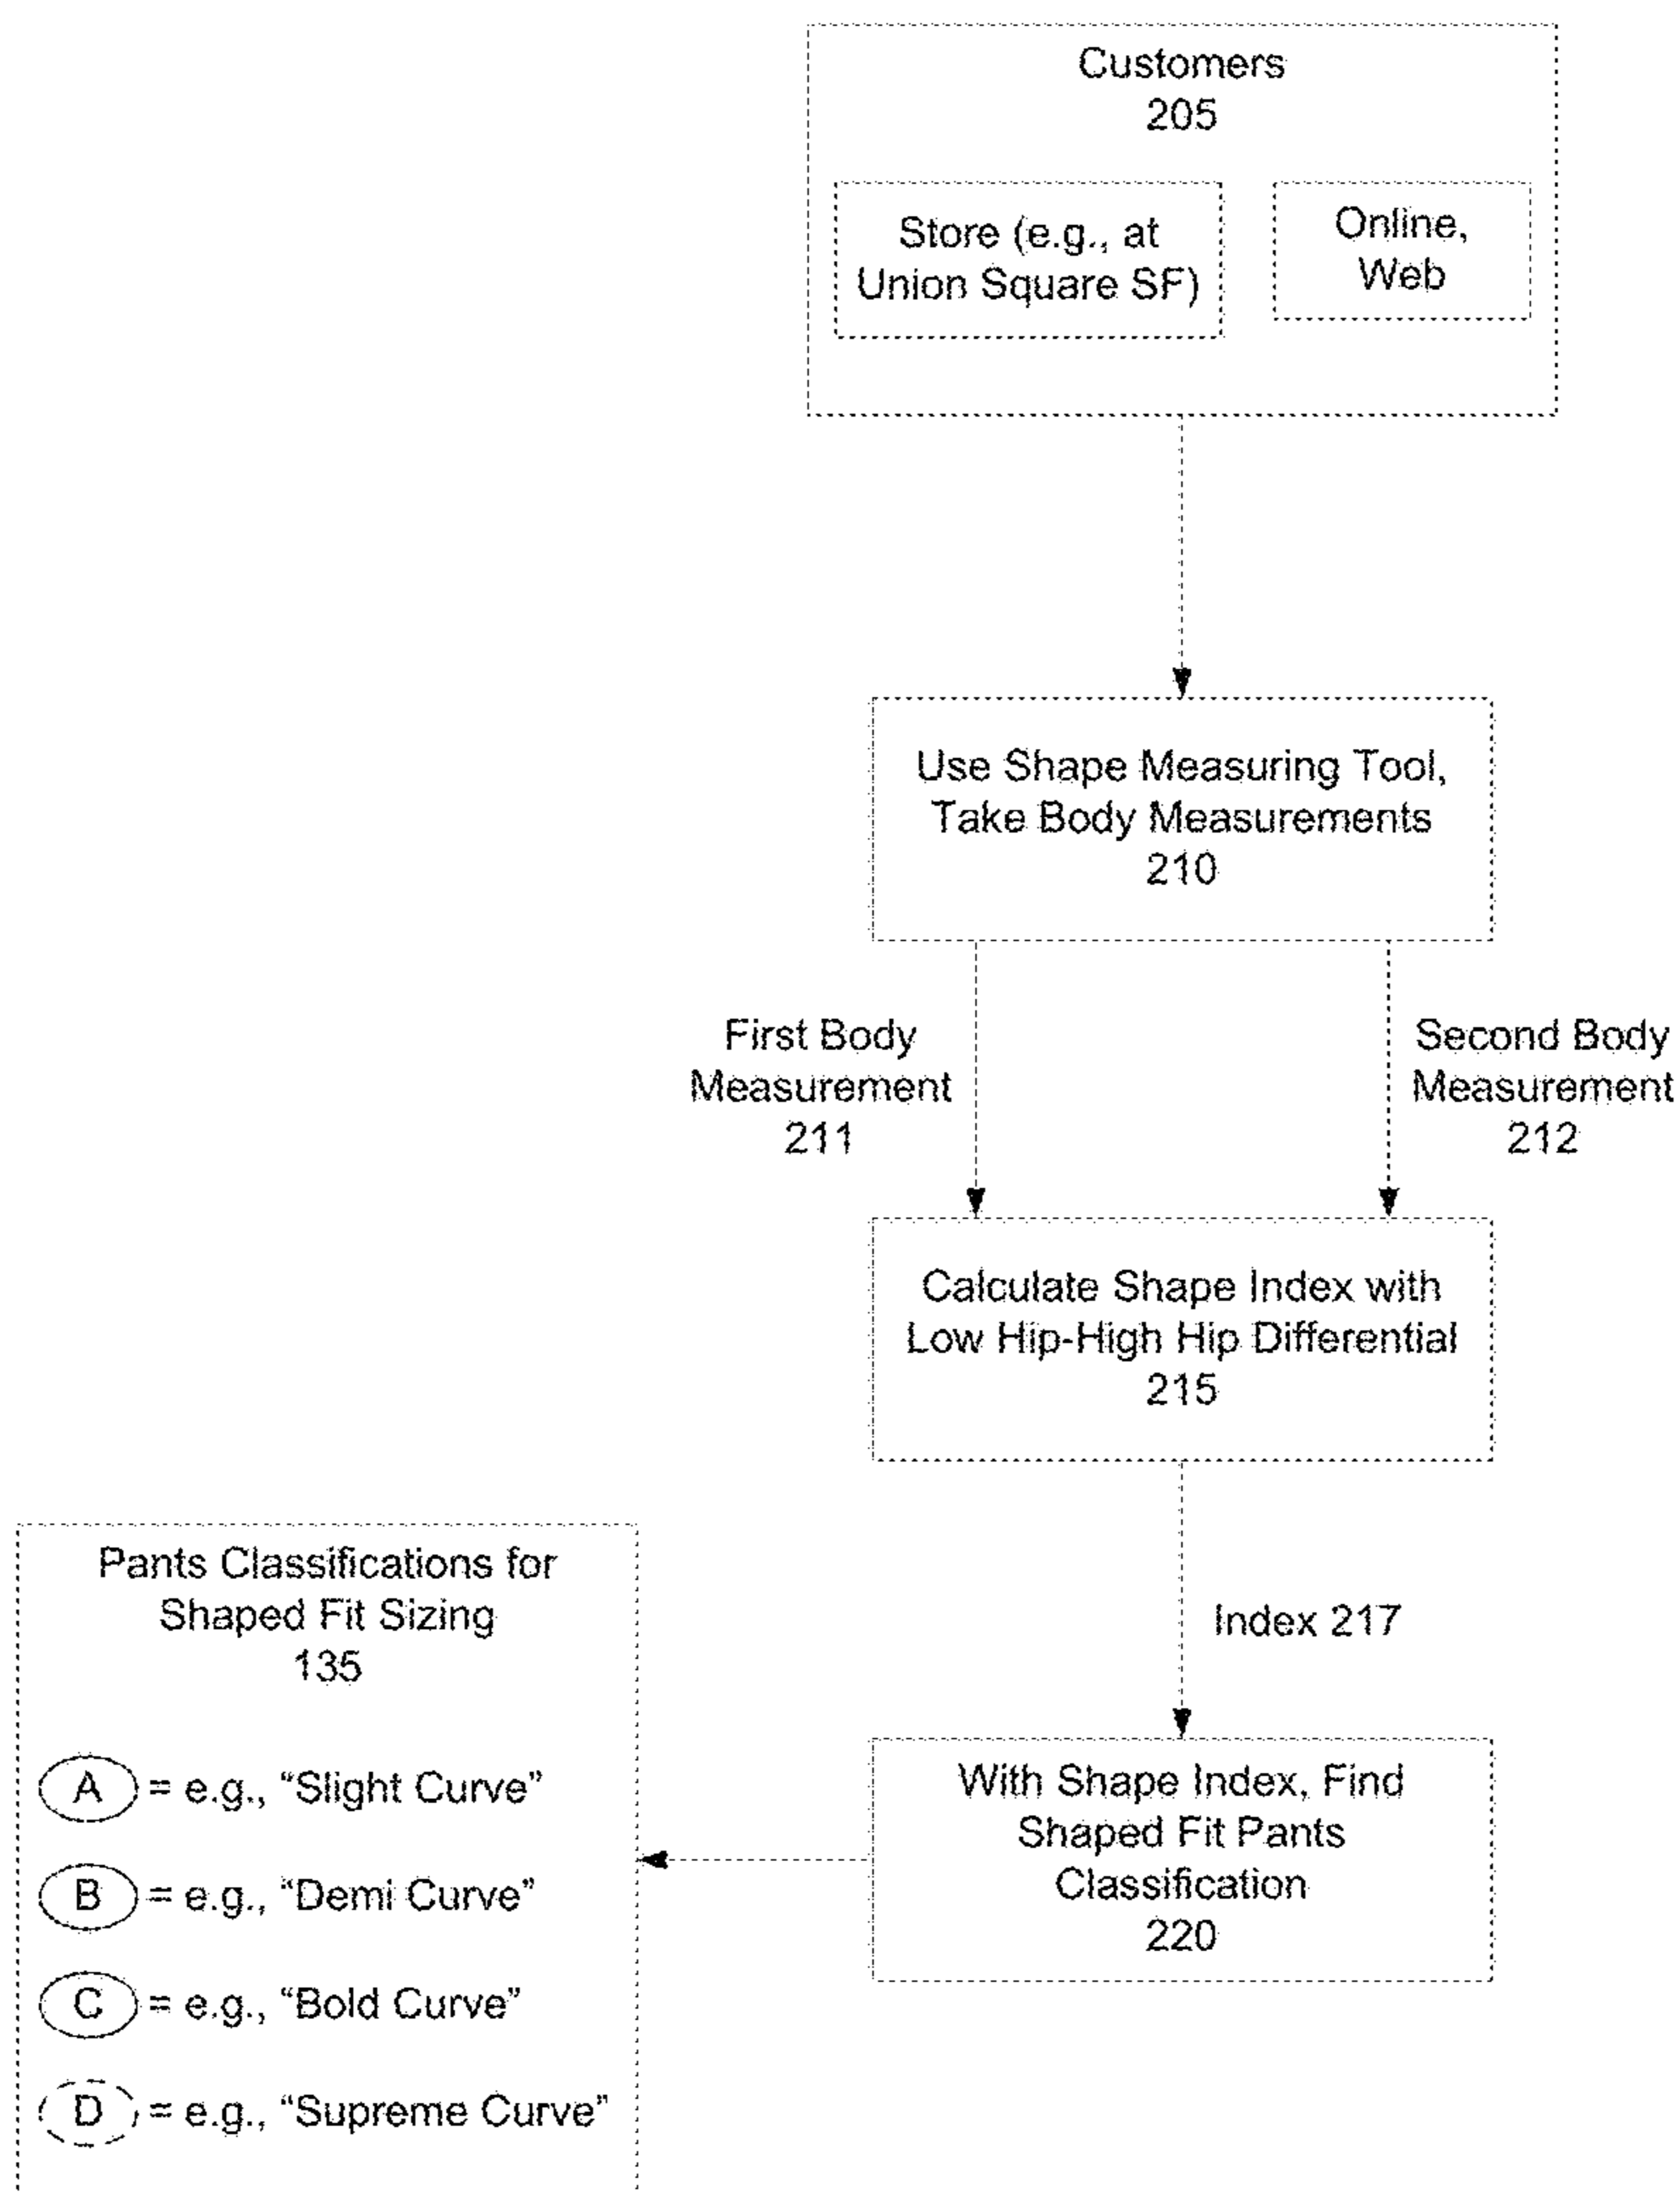 Customers
205
Store (e.g., at
Union Square SF)
Online,
Web
Use Shape Measuring Tool,
Take Body Measurements
210
First Body
Measurement
211
Second Body
Measurement
212
Calculate Shape Index with
Low Hip-High Hip Differential
215
Index 217
With Shape Index, Find
Shaped Fit Pants
Classification
220
Pants Classifications for
Shaped Fit Sizing
135
A = e.g., “Slight Curve”
B = e.g., “Demi Curve”
C = e.g., “Bold Curve”
D = e.g., “Supreme Curve”